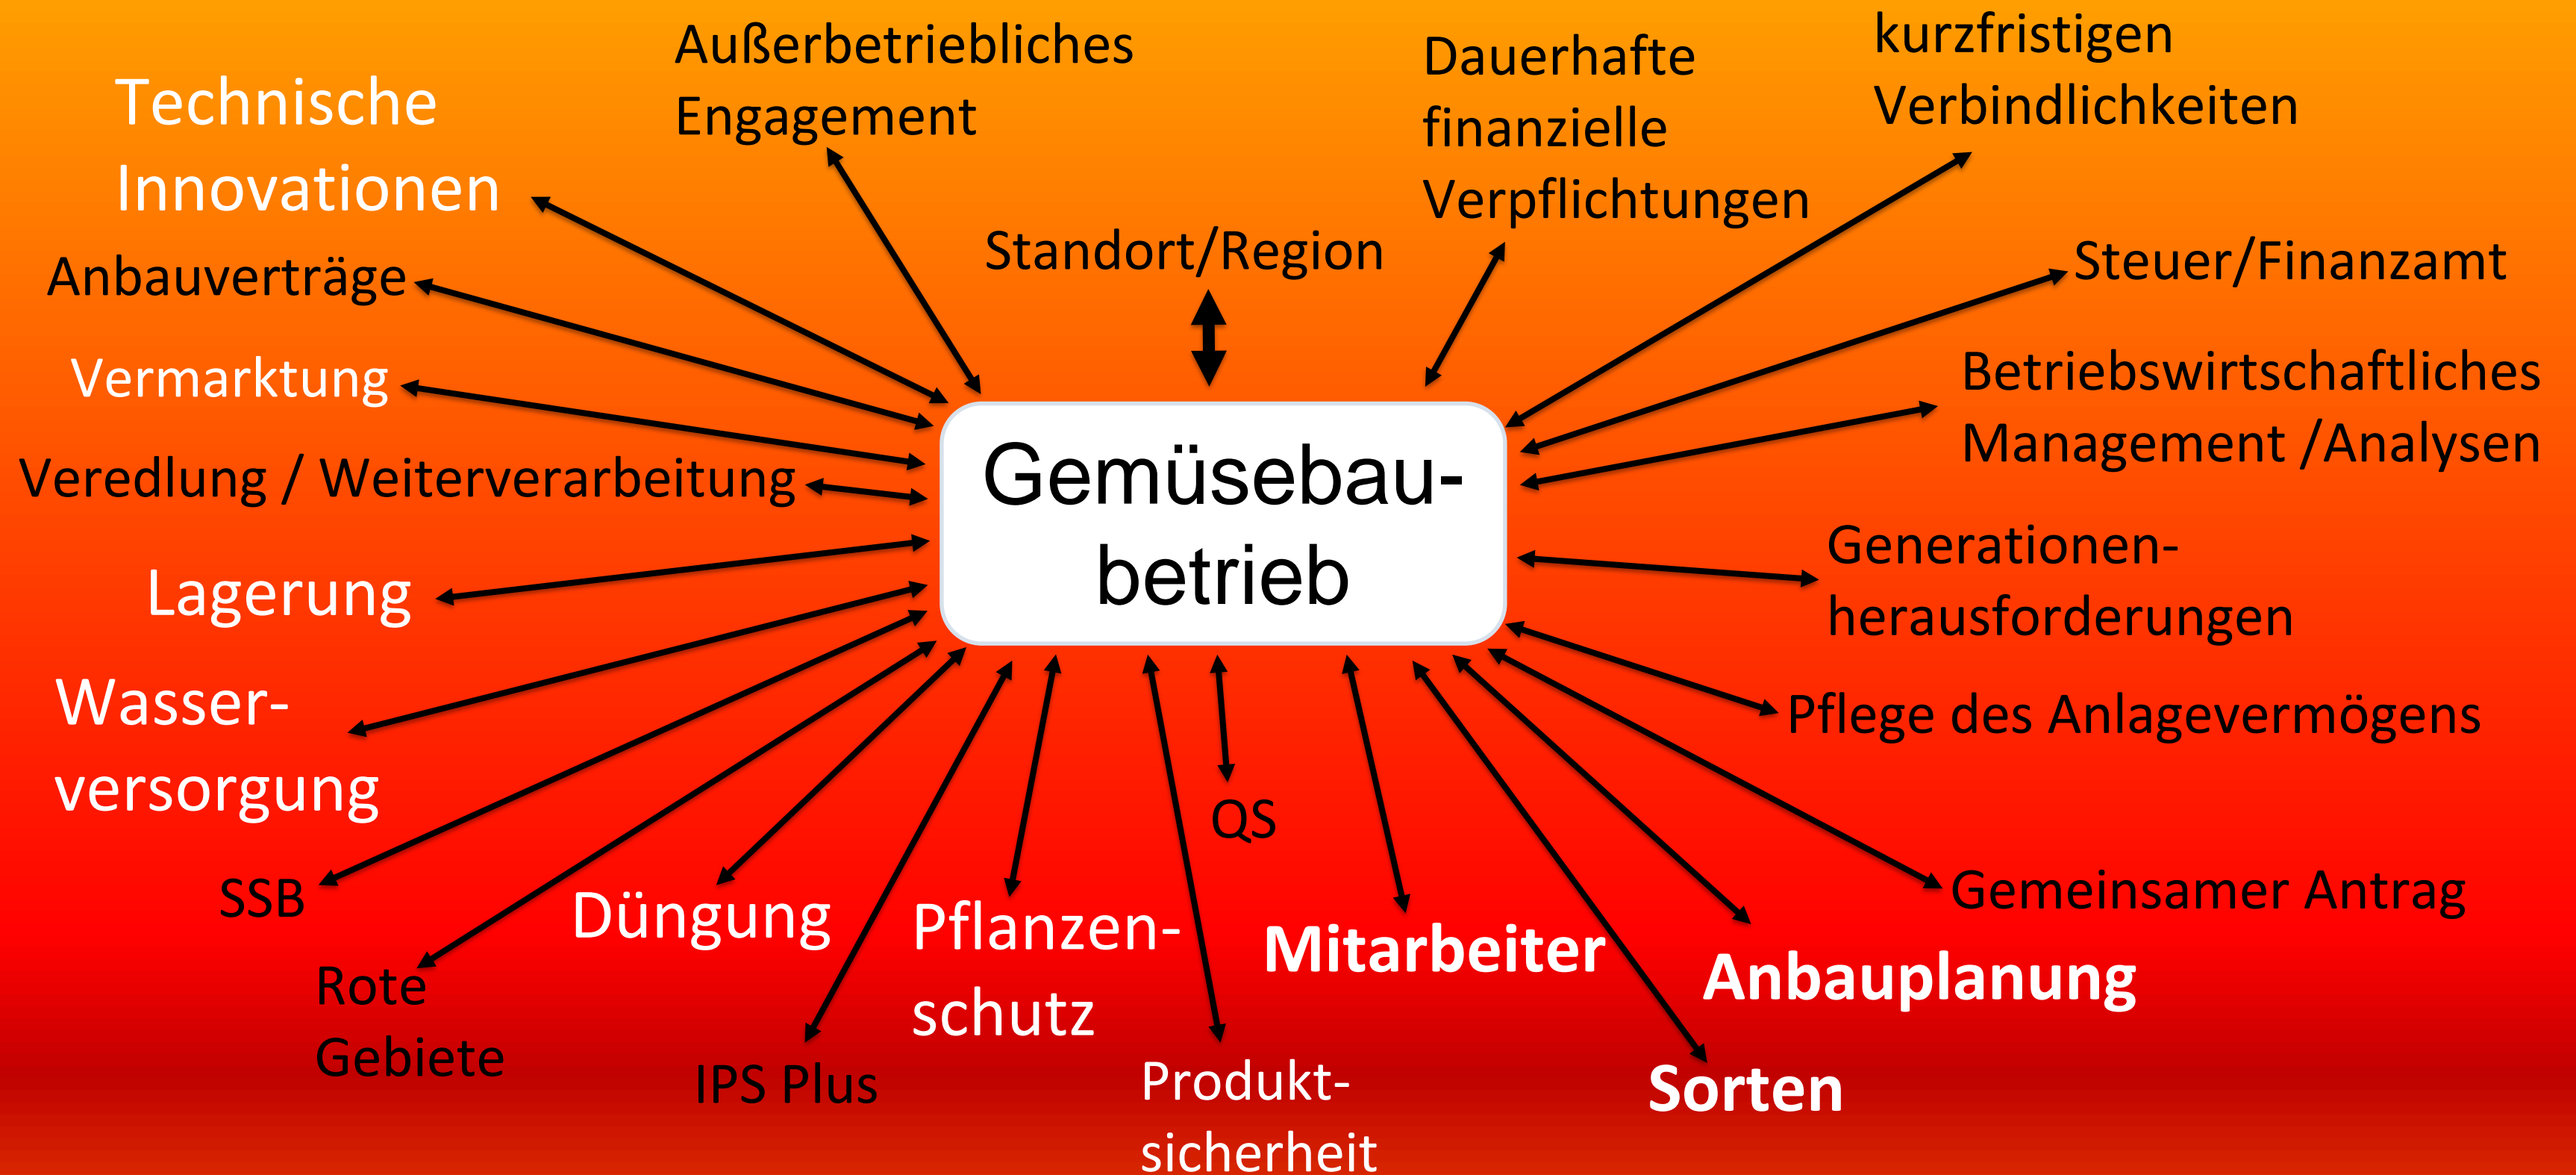 kurzfristigen
Verbindlichkeiten
Außerbetriebliches
Engagement
Dauerhafte
finanzielle
Verpflichtungen
Technische
Innovationen
Standort/Region
Steuer/Finanzamt
Anbauverträge
Vermarktung
Betriebswirtschaftliches
Management /Analysen
Veredlung / Weiterverarbeitung
Gemüsebau-
betrieb
Generationen-
herausforderungen
Lagerung
Wasser-
versorgung
Pflege des Anlagevermögens
QS
SSB
Düngung
Pflanzen-
schutz
Mitarbeiter
Gemeinsamer Antrag
Anbauplanung
Rote
Gebiete
IPS Plus
Produkt-
sicherheit
Sorten